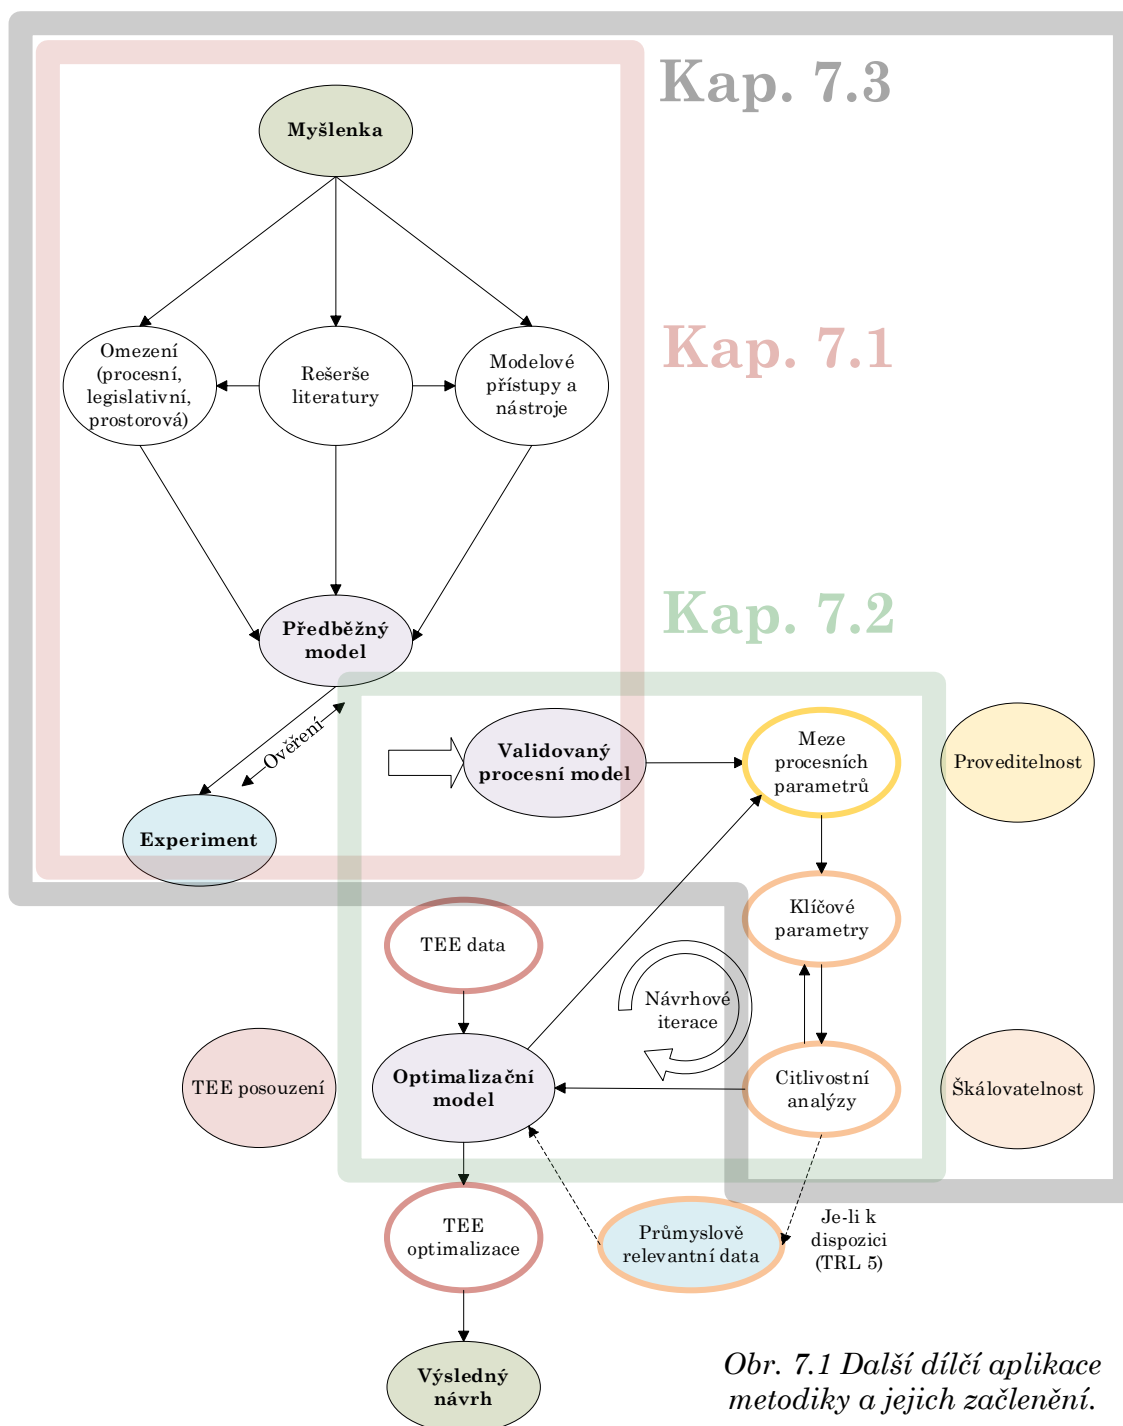 Kap. 7.3
Myšlenka
Kap. 7.1
Omezení
(procesní,
legislativní,
prostorová)
Rešerše
literatury
Modelové
přístupy a
nástroje
Kap. 7.2
Předběžný
model
Ověření
Experiment
Validovaný
procesní model
Meze
procesních
parametrů
Proveditelnost
Klíčové
parametry
TEE data
Návrhové
iterace
TEE posouzení
Optimalizační
model
Citlivostní
analýzy
Škálovatelnost
TEE
optimalizace
Průmyslově
relevantní data
Je-li k
dispozici
(TRL 5)
Výsledný
návrh
Obr. 7.1 Další dílčí aplikace
metodiky a jejich začlenění.